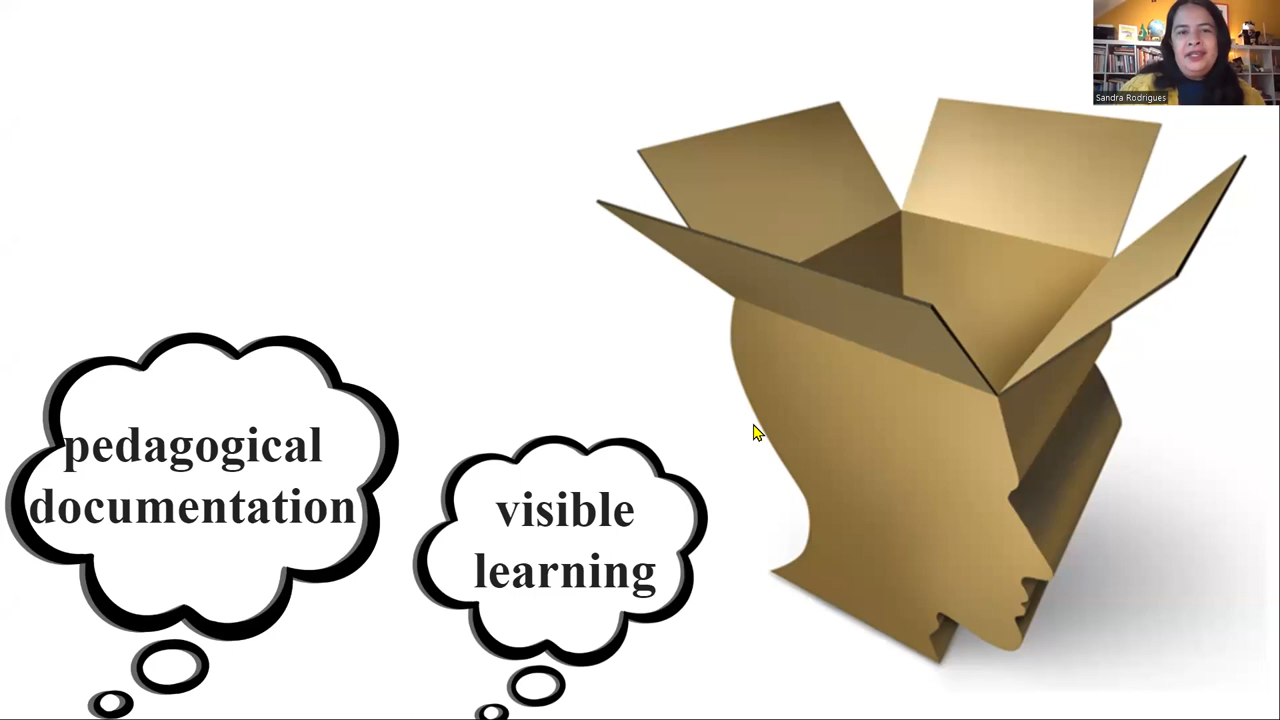 Sandra Rodrigues
pedagogical
documentation
visible
learning